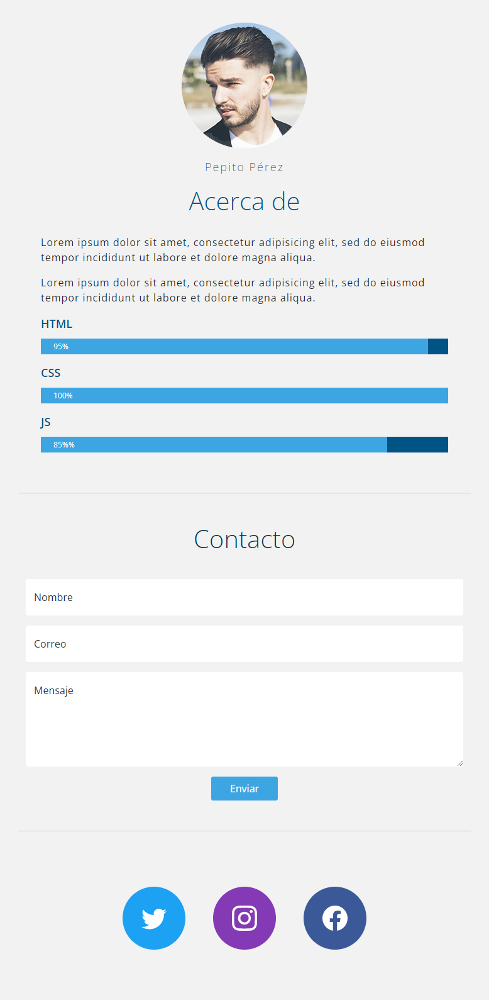 Pepito Pérez
Acerca de
Lorem ipsum dolor sit amet, consectetur adipisicing elit, sed do eiusmod
tempor incididunt ut labore et dolore magna aliqua.
Lorem ipsum dolor sit amet, consectetur adipisicing elit, sed do eiusmod
tempor incididunt ut labore et dolore magna aliqua.
HTML
95%
CSS
100%
JS
85%%
Contacto
Nombre
Correo
Mensaje
Enviar